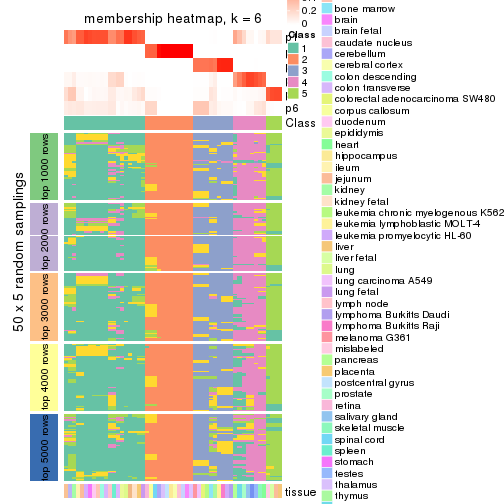 membership heatmap, k = 6
0.2
0
Class
p1
1
2
3
4
5
p6
Class
50 x 5 random samplings
top 1000 rows
top 2000 rows
top 3000 rows
top 4000 rows
top 5000 rows
tissue
bone marrow
brain
brain fetal
caudate nucleus
cerebellum
cerebral cortex
colon descending
colon transverse
colorectal adenocarcinoma SW480
corpus callosum
duodenum
epididymis
heart
hippocampus
ileum
jejunum
kidney
kidney fetal
leukemia chronic myelogenous K562
leukemia lymphoblastic MOLT-4
leukemia promyelocytic HL-60
liver
liver fetal
lung
lung carcinoma A549
lung fetal
lymph node
lymphoma Burkitts Daudi
lymphoma Burkitts Raji
melanoma G361
mislabeled
pancreas
placenta
postcentral gyrus
prostate
retina
salivary gland
skeletal muscle
spinal cord
spleen
stomach
testes
thalamus
thymus